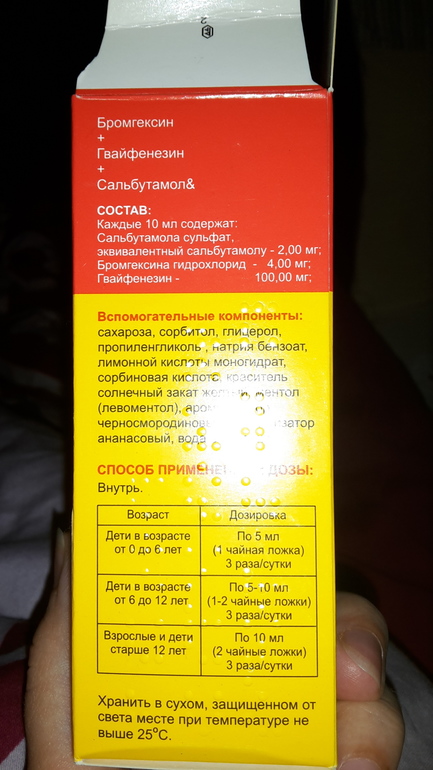 2
E
Бромгексин
+
Гвайфенезин
+
Сальбутамол&
СОСТАВ:
Каждые 10 мл содержат:
Сальбутамола сульфат,
эквивалентный сальбутамолу - 2,00 мг;
Бромгексина гидрохлорид - 4,00 мг;
Гвайфенезин - 100,00 мг;
Вспомогательные компоненты:
сахароза, сорбитол, глицерол,
пропиленгликоль, натрия бензоат,
лимонной кислоты моногидрат,
сорбиновая кислота, краситель
солнечный закат желтый, ментол
(левоментол),
ананасовый, вода
СПОСОБ ДОЗЫ:
Внутрь.
Возраст Дозировка
Дети в возрасте По 5 мл
от 0 до 6 лет (1 чайная ложка)
3 раза/сутки
Дети в возрасте По 5-10 мл
от 6 до 12 лет (1-2 чайные ложки)
3 раза/сутки
Взрослые и дети По 10 мл
старше 12 лет (2 чайные ложки)
3 раза/сутки
Хранить в сухом, защищенном от
света месте при температуре не
выше 25°С.